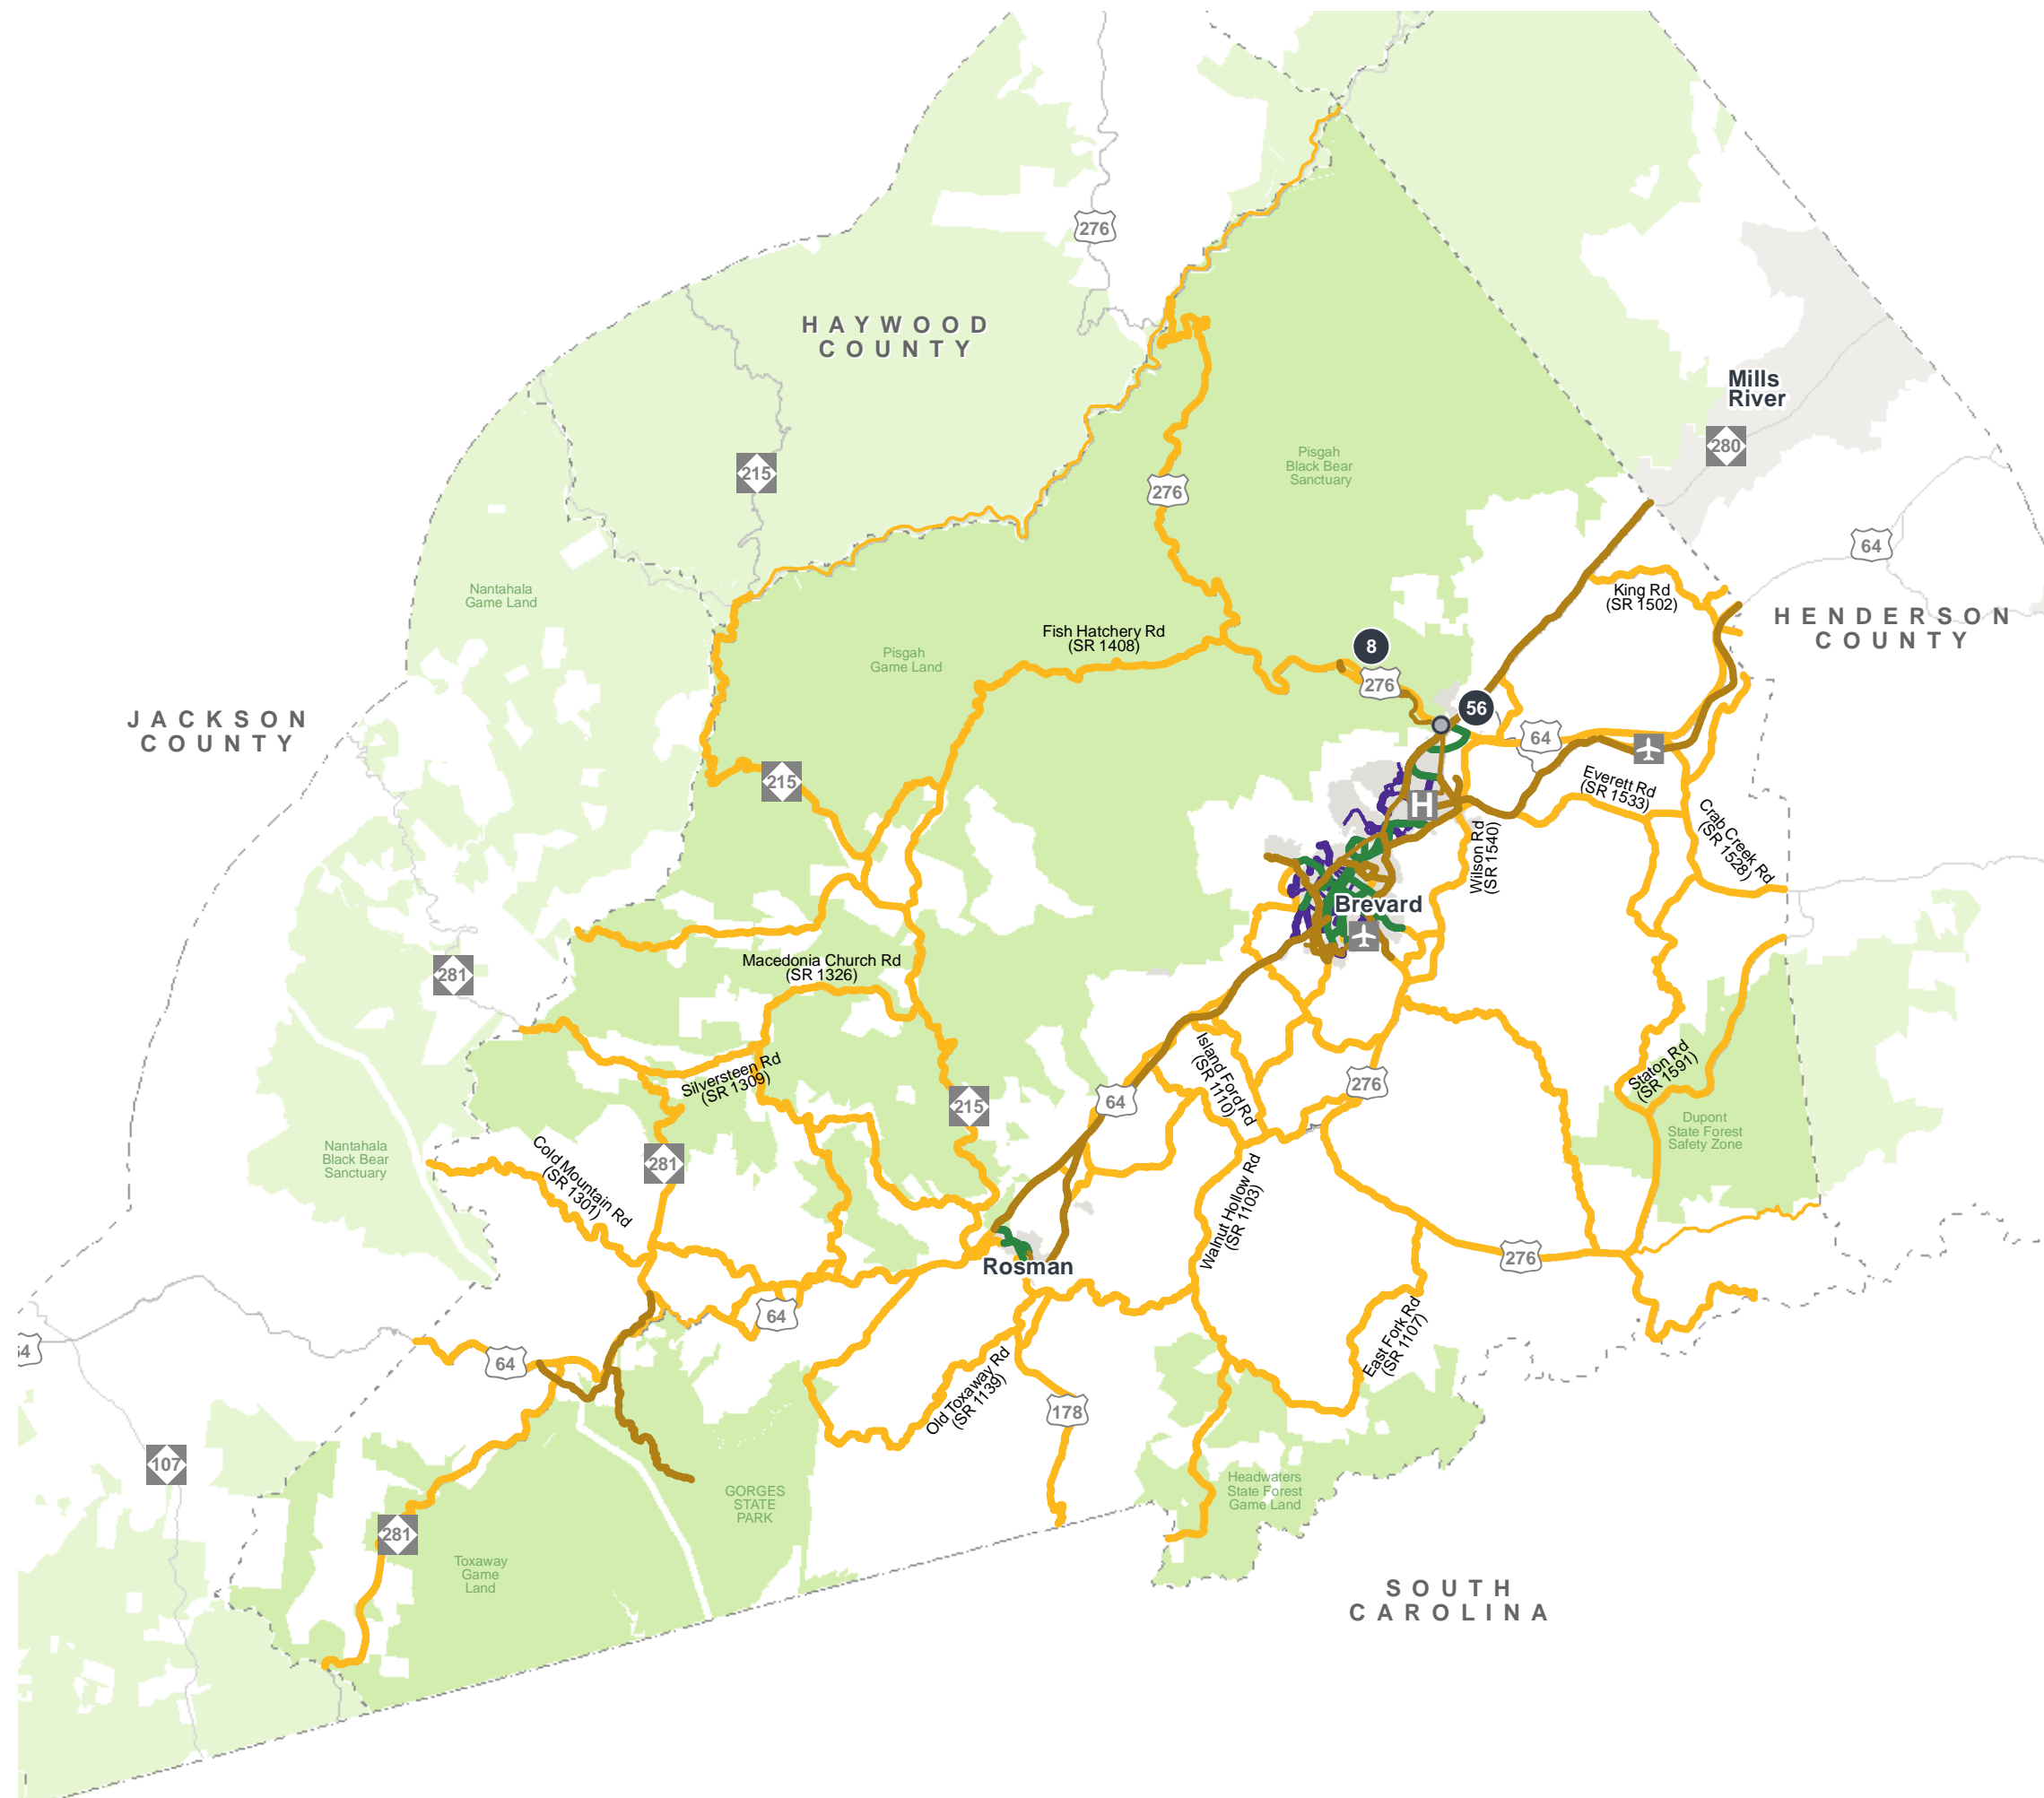 276
HAYWOOD
COUNTY
Mills
River
280
215
Pisgah
Black Bear
Sanctuary
276
64
Nantahala
Game Land
King Rd
(SR 1502)
HENDERSON
COUNTY
Fish Hatchery Rd
(SR 1408)
8
Pisgah
Game Land
276
56
JACKSON
COUNTY
64
215
Everett Rd
(SR 1533)
H
Crab Creek Rd
(SR 1528)
Wilson Rd
(SR 1540)
Brevard
281
Macedonia Church Rd
(SR 1326)
Silversteen Rd
(SR 1309)
Island Ford Rd
(SR 1110)
Staton Rd
(SR 1591)
276
64
215
Dupont
State Forest
Safety Zone
Nantahala
Black Bear
Sanctuary
Cold Mountain Rd
(SR 1301)
281
Walnut Hollow Rd
(SR 1103)
276
Rosman
64
64
64
East Fork Rd
(SR 1107)
Old Toxaway Rd
(SR 1139)
178
107
GORGES
STATE
PARK
Headwaters
State Forest
Game Land
281
Toxaway
Game
Land
SOUTH
CAROLINA